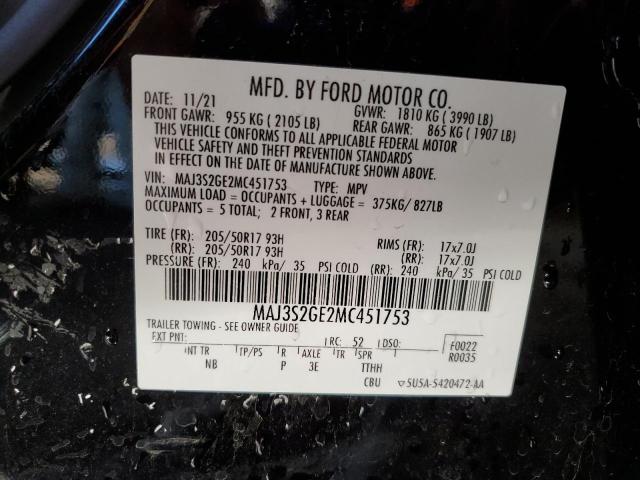 MFD. BY FORD MOTOR CO.
DATE: 11/21 GVWR: 1810 KG ( 3990 LB)
FRONT GAWR: 955 KG ( 2105 LB) REAR GAWR: 865 KG ( 1907 LB)
THIS VEHICLE CONFORMS TO ALL APPLICABLE FEDERAL MOTOR
VEHICLE SAFETY AND THEFT PREVENTION STANDARDS
IN EFFECT ON THE DATE OF MANUFACTURE SHOWN ABOVE.
VIN: MAJ3S2GE2MC451753 TYPE: MPV
MAXIMUM LOAD = OCCUPANTS + LUGGAGE = 375KG/ 827LB
OCCUPANTS = 5 TOTAL; 2 FRONT, 3 REAR
TIRE (FR): 205/50R17 93H RIMS (FR): 17x7.0J
(RR): 205/50R17 93H (RR): 17x7.0J
PRESSURE (FR): 240 kPa/ 35 PSI COLD (RR): 240 kPa/ 35 PSI COLD
MAJ3S2GE2MC451753
TRAILER TOWING - SEE OWNER GUIDE
EXT PNT: RC: 52 DSO: F0022
R0035
INT TR TP/PS R AXLE TR SPR
NB P 3E TTHH
CBU 5U5A-5420472-AA